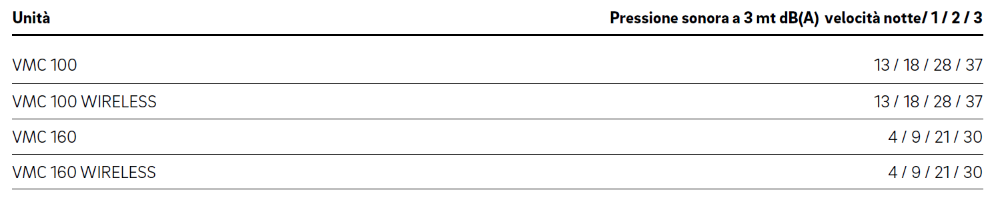 Unità Pressione sonora a 3 mt dB(A) velocità notte/ 1 / 2 / 3
VMC 100 13 / 18 / 28 / 37
VMC 100 WIRELESS 13 / 18 / 28 / 37
VMC 160 4 / 9 / 21 / 30
VMC 160 WIRELESS 4 / 9 / 21 / 30